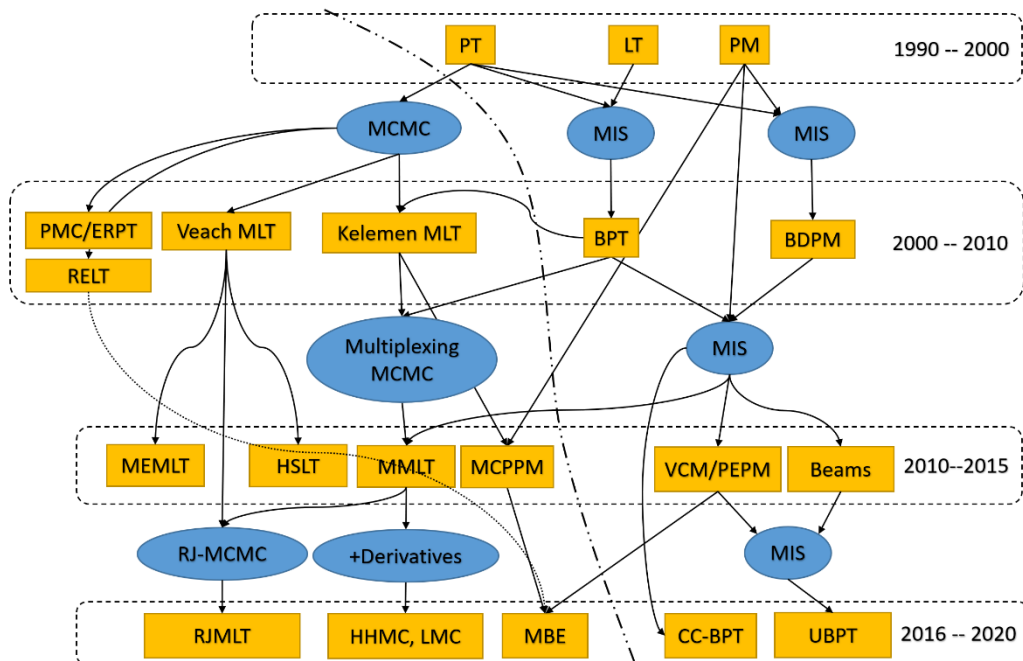 PT
LT
PM
1990 -- 2000
MCMC
MIS
MIS
PMC/ERPT
Veach MLT
Kelemen MLT
BPT
BDPM
2000 -- 2010
RELT
Multiplexing
MCMC
MIS
MEMLT
HSLT
MMLT
MCPPM
VCM/PEPM
Beams
2010--2015
RJ-MCMC
+Derivatives
MIS
RJMLT
HHMC, LMC
MBE
CC-BPT
UBPT
2016 -- 2020